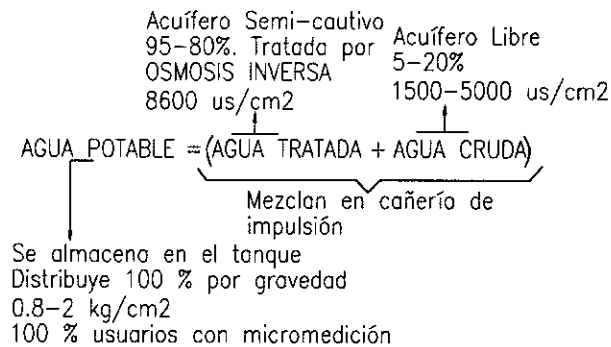 Acuífero Semi-cautivo
95-80%. Tratada por
OSMOSIS INVERSA
8600 us/cm2
Acuífero Libre
5-20%
1500-5000 us/cm2
AGUA POTABLE = (AGUA TRATADA + AGUA CRUDA)
Mezclan en cañería de
impulsión
Se almacena en el tanque
Distribuye 100 % por gravedad
0.8-2 kg/cm2
100 % usuarios con micromedición